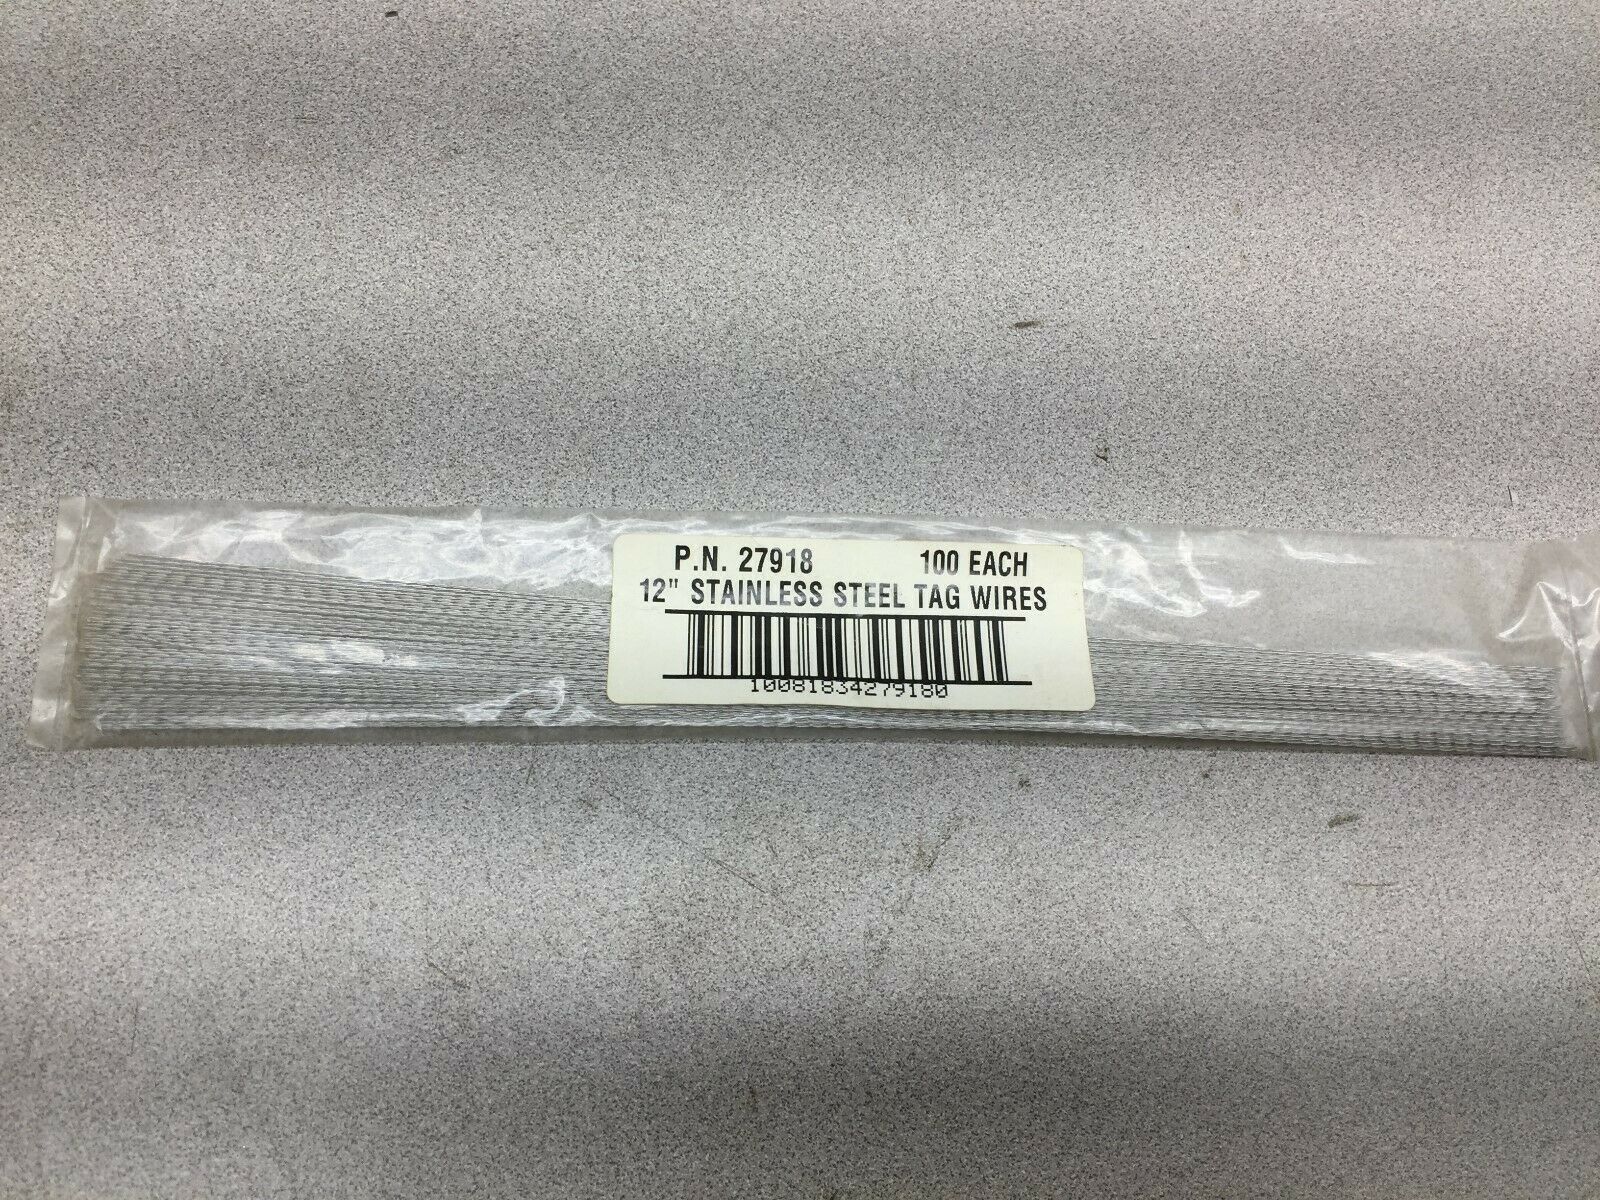 P.N. 27918 100 EACH
12" STAINLESS STEEL TAG WIRES
10081834279180